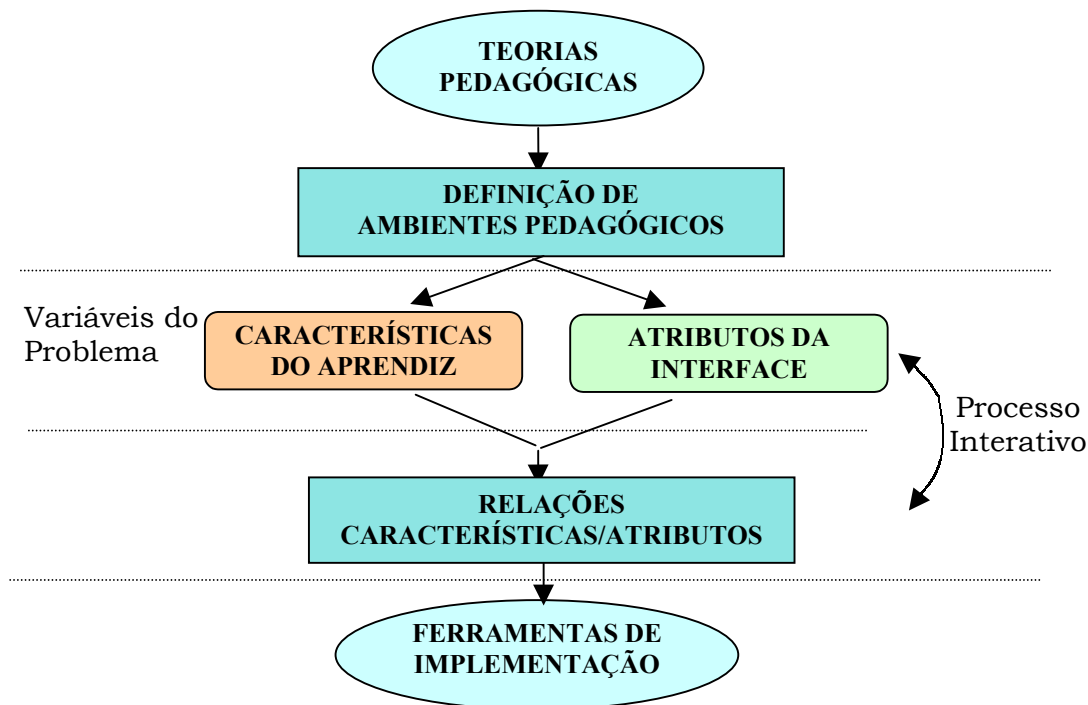 TEORIAS
PEDAGÓGICAS
DEFINIÇÃO DE
AMBIENTES PEDAGÓGICOS
Variáveis do
Problema
CARACTERÍSTICAS
DO APRENDIZ
ATRIBUTOS DA
INTERFACE
Processo
Interativo
RELAÇÕES
CARACTERÍSTICAS/ATRIBUTOS
FERRAMENTAS DE
IMPLEMENTAÇÃO